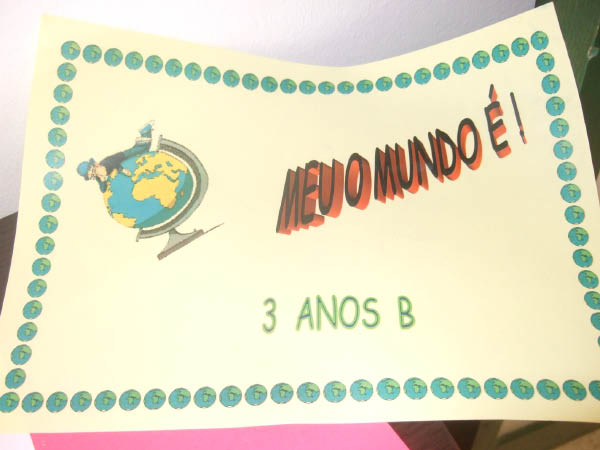 MEU O MUNDO É !
3 ANOS B